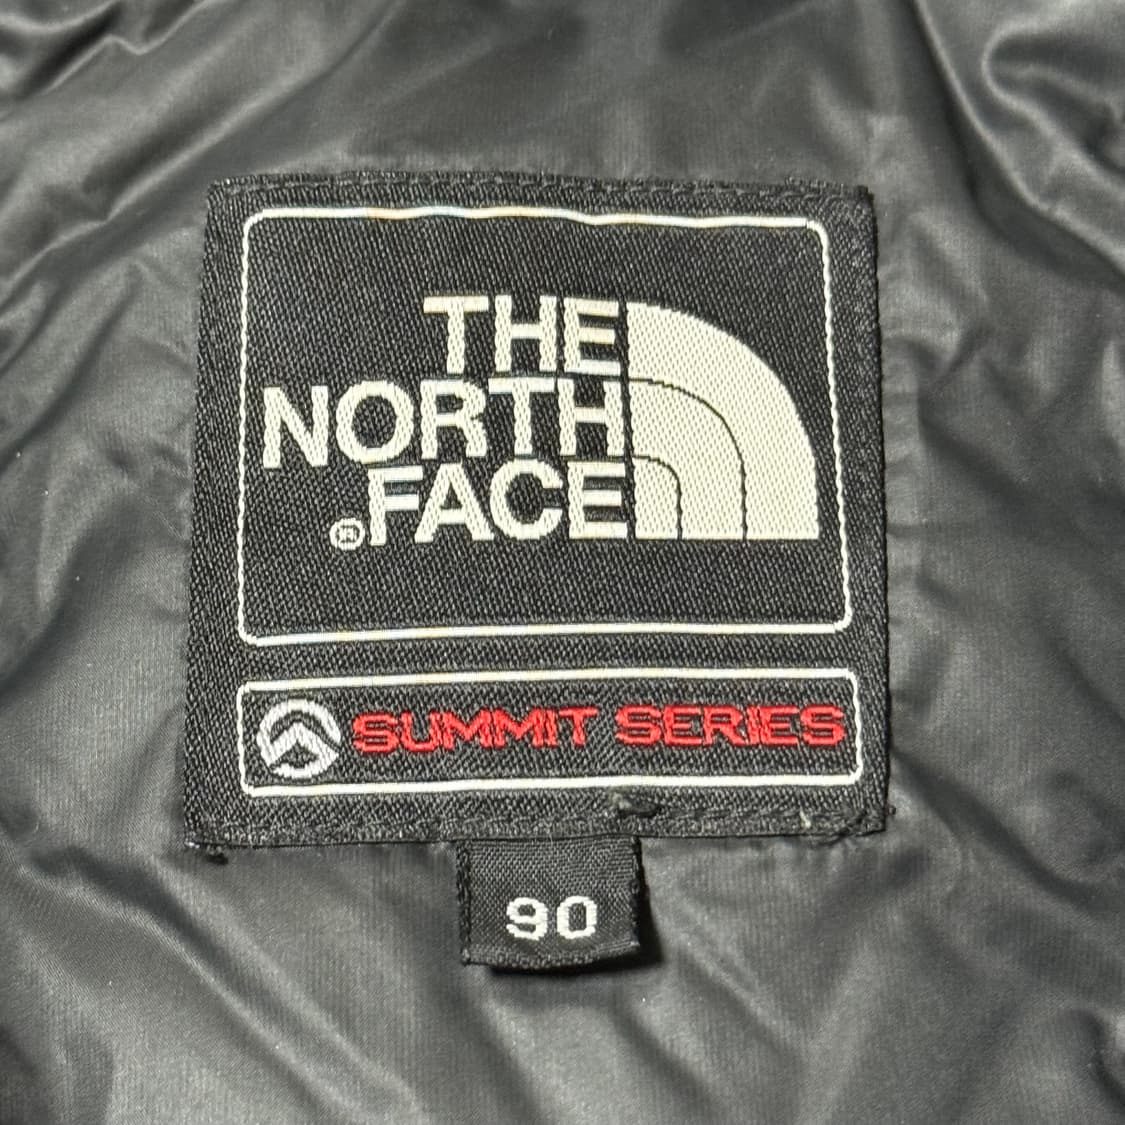 THE
NORTH
®FACE
SUMMIT SERIES
90